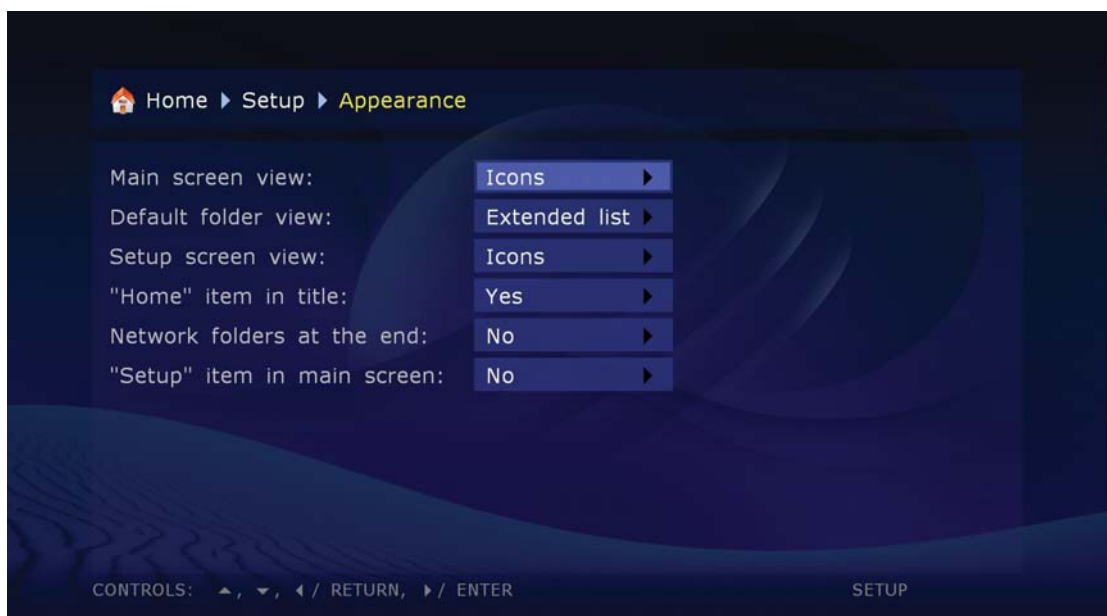 Home ▶ Setup ▶ Appearance
Main screen view: Icons
Default folder view: Extended list
Setup screen view: Icons
"Home" item in title: Yes
Network folders at the end: No
"Setup" item in main screen: No
CONTROLS: ▲, ▼, ◀ / RETURN, ▶ / ENTER SETUP